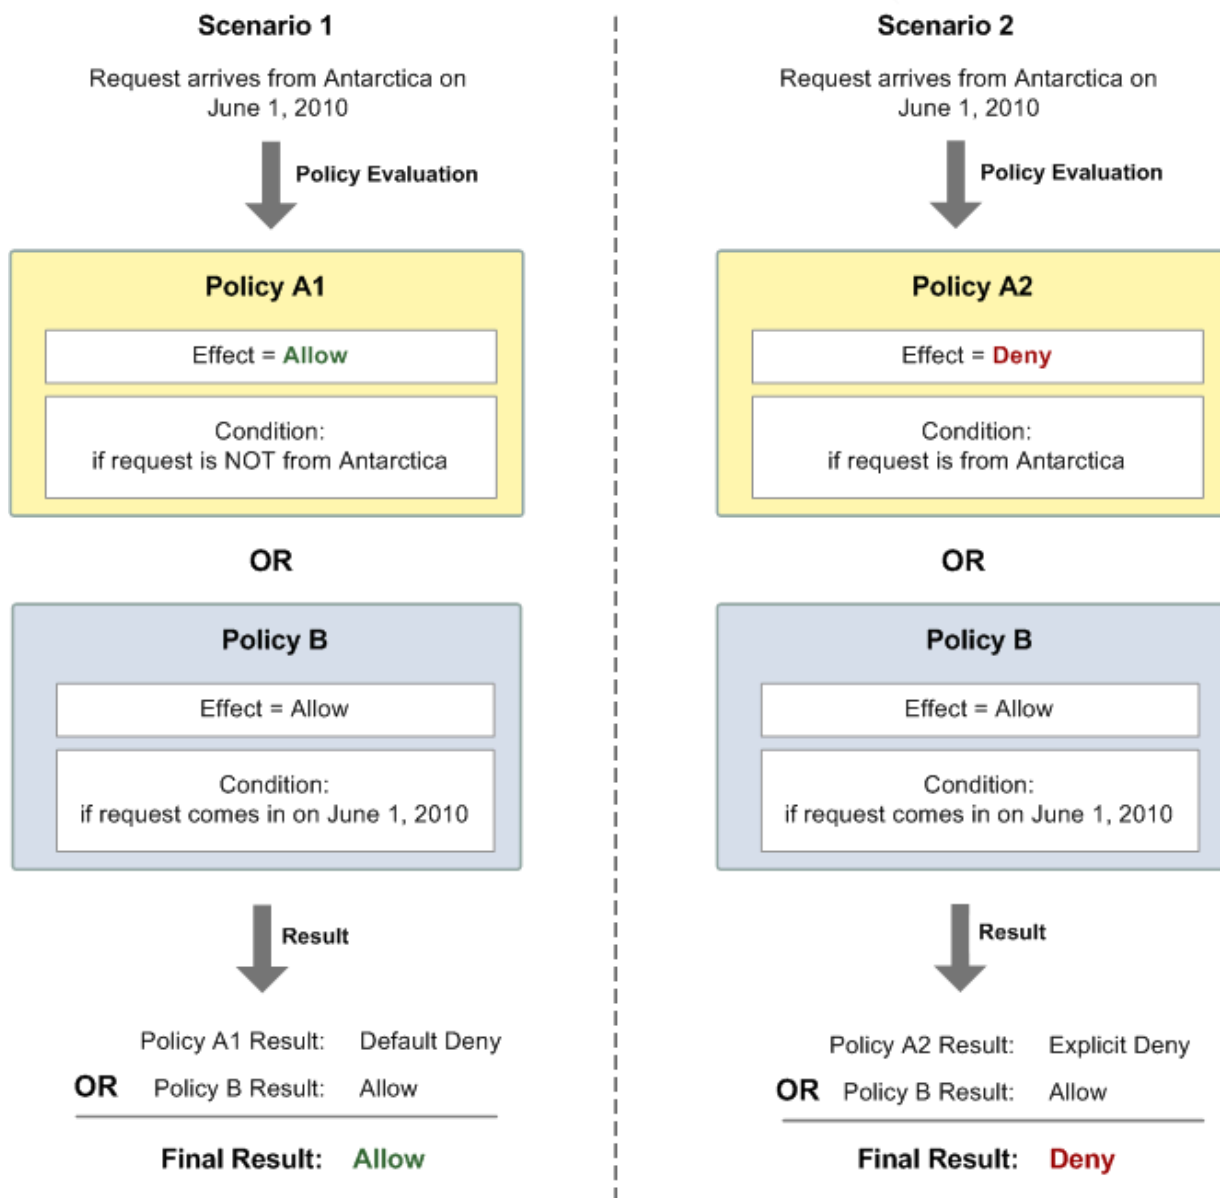 Scenario 1
Request arrives from Antarctica on
June 1, 2010
Policy Evaluation
Policy A1
Effect = Allow
Condition:
if request is NOT from Antarctica
OR
Policy B
Effect = Allow
Condition:
if request comes in on June 1, 2010
Result
Policy A1 Result: Default Deny
OR Policy B Result: Allow
Final Result: Allow
Scenario 2
Request arrives from Antarctica on
June 1, 2010
Policy Evaluation
Policy A2
Effect = Deny
Condition:
if request is from Antarctica
OR
Policy B
Effect = Allow
Condition:
if request comes in on June 1, 2010
Result
Policy A2 Result: Explicit Deny
OR Policy B Result: Allow
Final Result: Deny